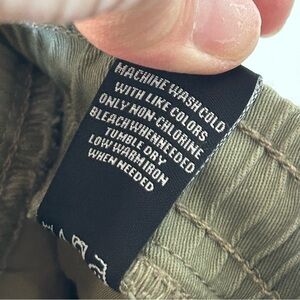 MACHINE WASH COLD
WITH LIKE COLORS
ONLY NON-CHLORINE
BLEACH WHEN NEEDED
TUMBLE DRY
LOW WARM IRON
WHEN NEEDED